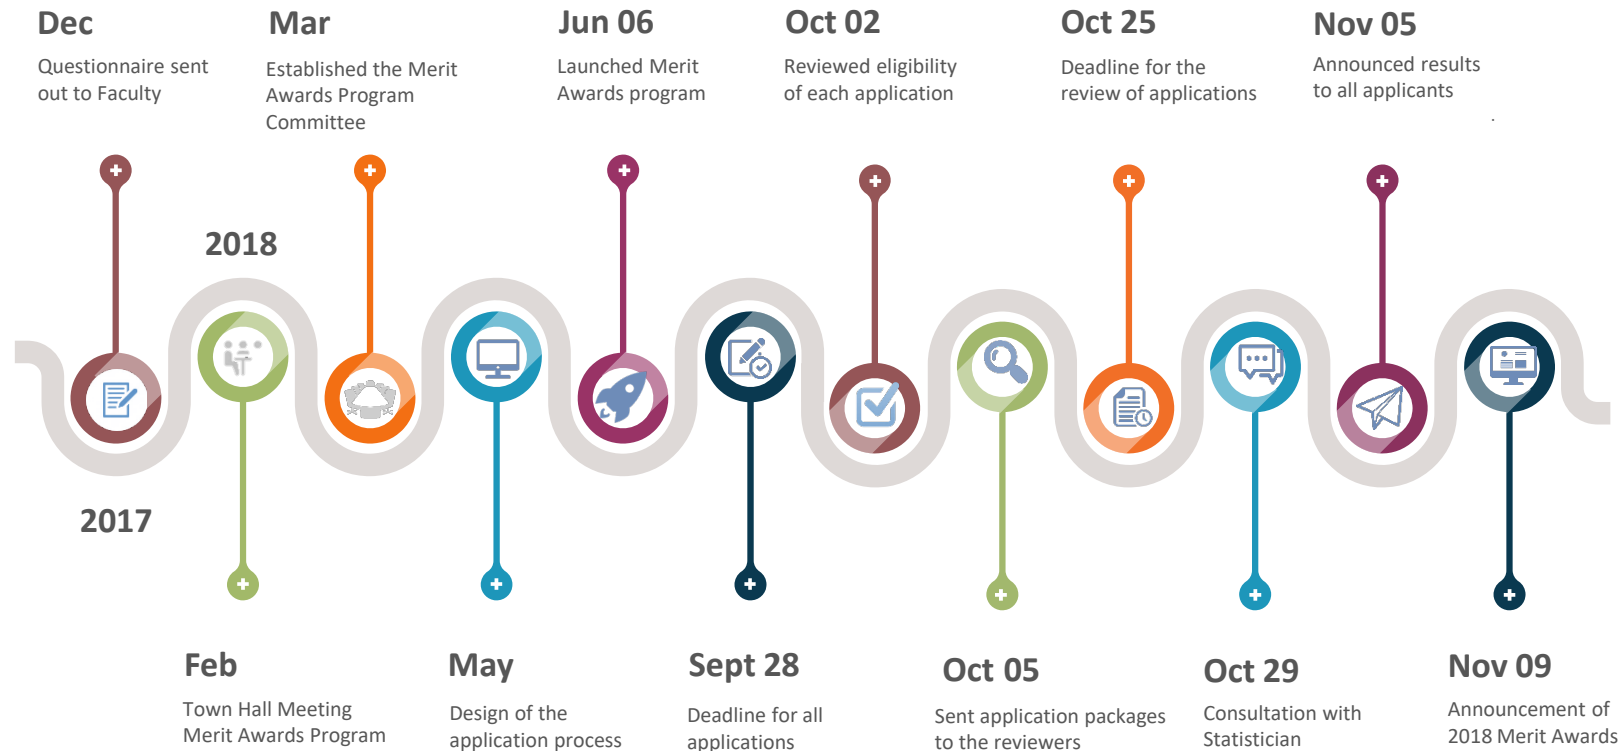 Dec
Questionnaire sent
out to Faculty
Mar
Established the Merit
Awards Program
Committee
Jun 06
Launched Merit
Awards program
Oct 02
Reviewed eligibility
of each application
Oct 25
Deadline for the
review of applications
Nov 05
Announced results
to all applicants
.
2018
2017
Feb
Town Hall Meeting
Merit Awards Program
May
Design of the
application process
Sept 28
Deadline for all
applications
Oct 05
Sent application packages
to the reviewers
Oct 29
Consultation with
Statistician
Nov 09
Announcement of
2018 Merit Awards